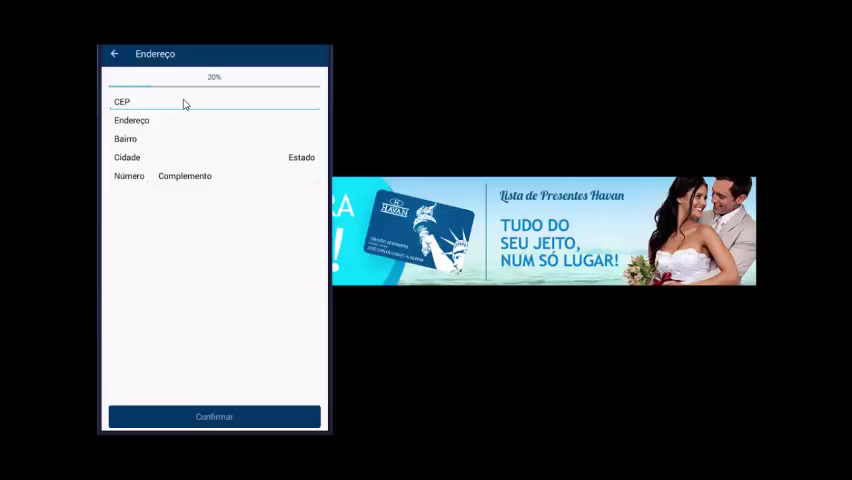 Endereço
20%
CEP
Endereço
Bairro
Cidade Estado
Número Complemento
Confirmar
RA
!
HAVAN
Lista de Presentes Havan
TUDO DO
SEU JEITO,
NUM SÓ LUGAR!